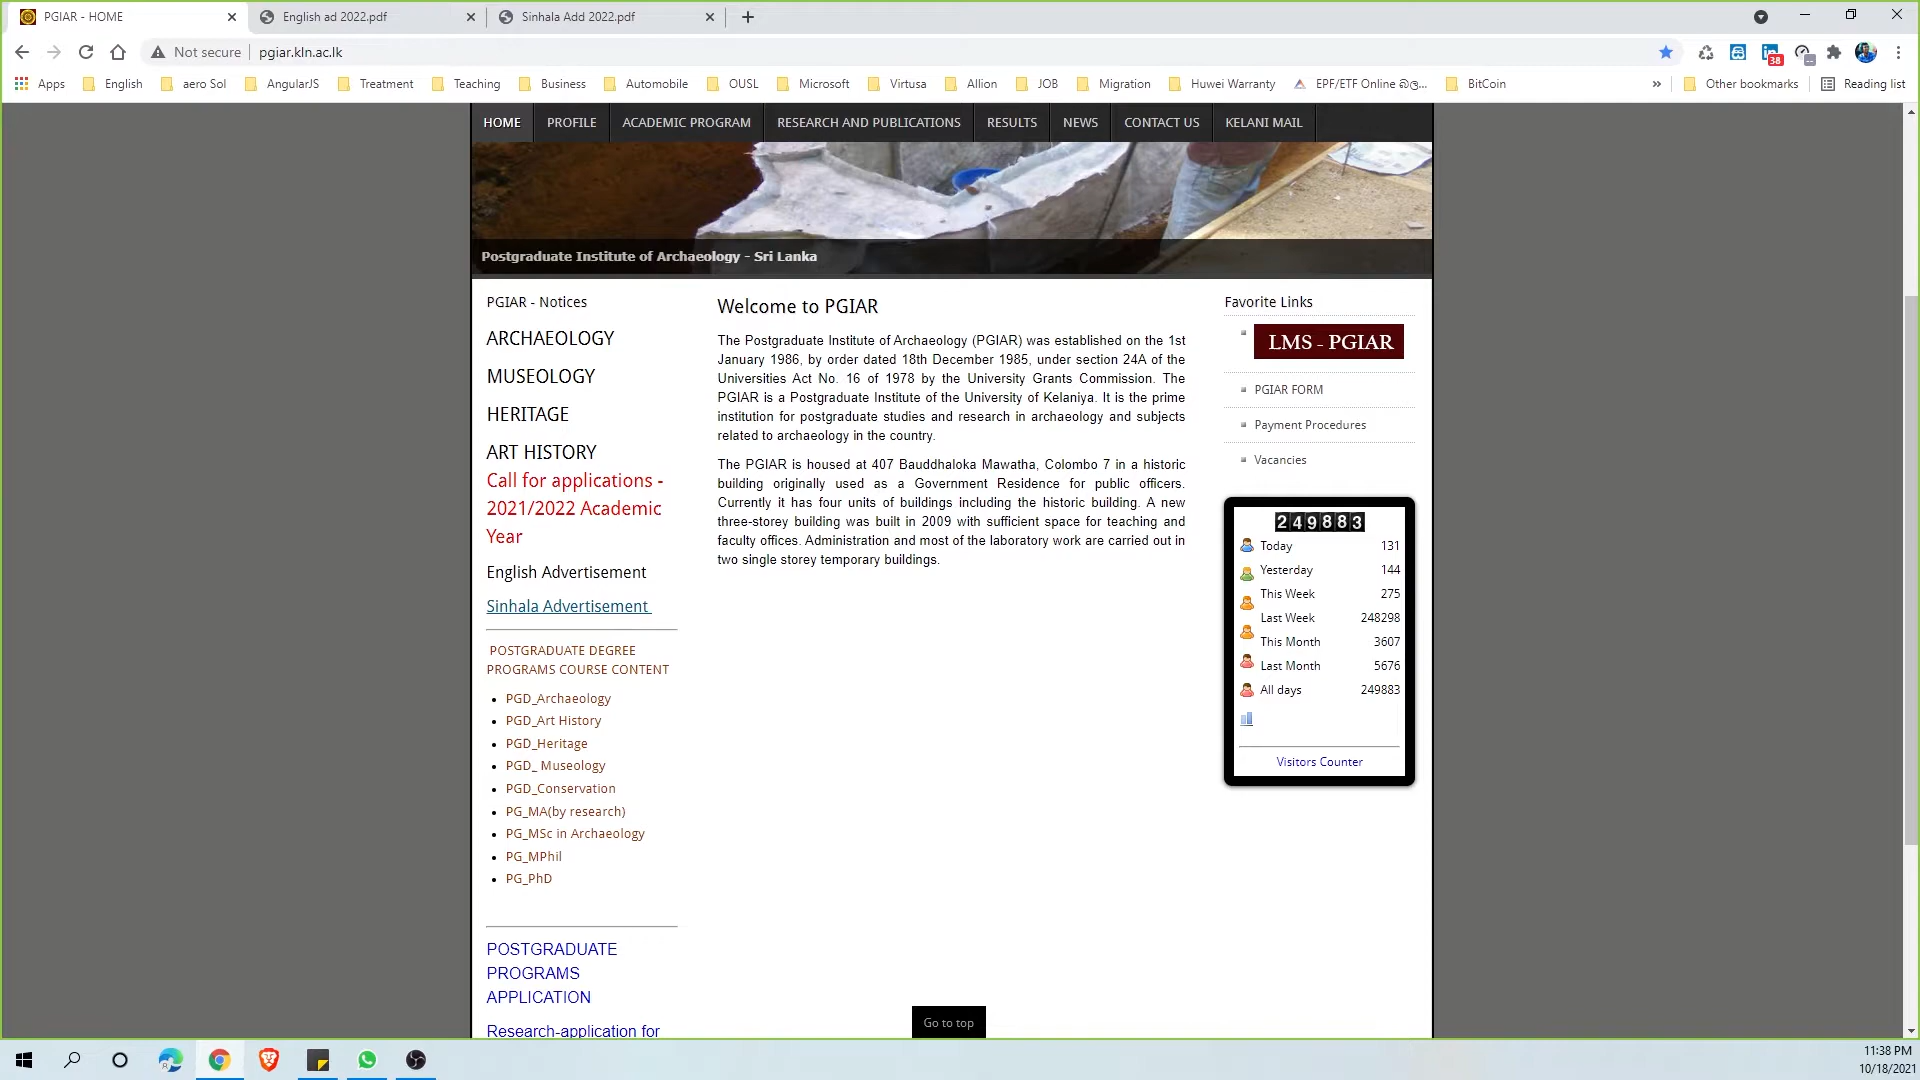 PGIAR - HOME
English ad 2022.pdf
Sinhala Add 2022.pdf
Not secure
pgiar.kln.ac.lk
38
Apps
English
aero Sol
AngularJS
Treatment
Teaching
Business
Automobile
OUSL
Microsoft
Virtusa
Allion
JOB
Migration
Huwei Warranty
EPF/ETF Online
BitCoin
»
Other bookmarks
Reading list
HOME
PROFILE
ACADEMIC PROGRAM
RESEARCH AND PUBLICATIONS
RESULTS
NEWS
CONTACT US
KELANI MAIL
Postgraduate Institute of Archaeology - Sri Lanka
PGIAR - Notices
ARCHAEOLOGY
MUSEOLOGY
HERITAGE
ART HISTORY
Call for applications -
2021/2022 Academic
Year
English Advertisement
Sinhala Advertisement
POSTGRADUATE DEGREE
PROGRAMS COURSE CONTENT
PGD_Archaeology
PGD_Art History
PGD_Heritage
PGD_ Museology
PGD_Conservation
PG_MA(by research)
PG_MSc in Archaeology
PG_MPhil
PG_PhD
POSTGRADUATE
PROGRAMS
APPLICATION
Research-application for
Welcome to PGIAR
The Postgraduate Institute of Archaeology (PGIAR) was established on the 1st
January 1986, by order dated 18th December 1985, under section 24A of the
Universities Act No. 16 of 1978 by the University Grants Commission. The
PGIAR is a Postgraduate Institute of the University of Kelaniya. It is the prime
institution for postgraduate studies and research in archaeology and subjects
related to archaeology in the country.
The PGIAR is housed at 407 Bauddhaloka Mawatha, Colombo 7 in a historic
building originally used as a Government Residence for public officers.
Currently it has four units of buildings including the historic building. A new
three-storey building was built in 2009 with sufficient space for teaching and
faculty offices. Administration and most of the laboratory work are carried out in
two single storey temporary buildings.
Go to top
Favorite Links
LMS - PGIAR
PGIAR FORM
Payment Procedures
Vacancies
249883
Today 131
Yesterday 144
This Week 275
Last Week 248298
This Month 3607
Last Month 5676
All days 249883
Visitors Counter
11:38 PM
10/18/2021